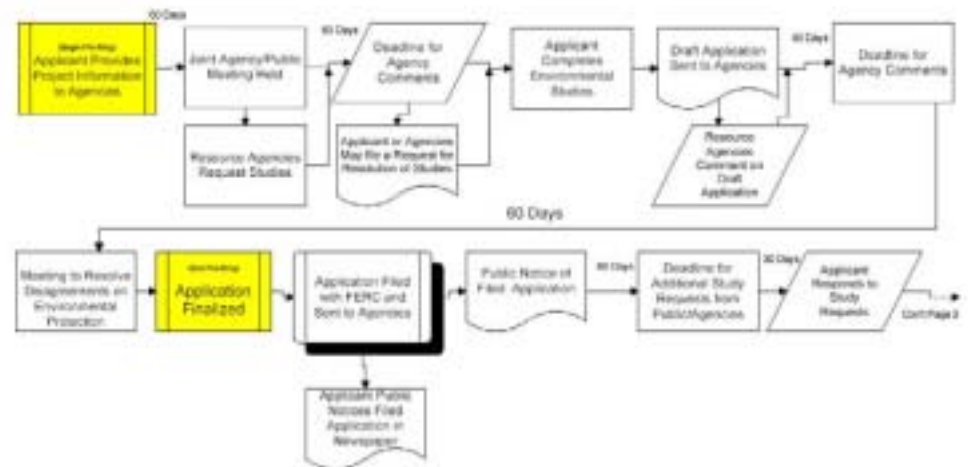 60 Days
Applicant Provides
Project Information
to Agencies
Joint Agency/Public
Meeting Held
Resource Agencies
Request Studies
60 Days
Deadline for
Agency
Comments
Applicant or Agencies
May file a Request for
Resolution of Studies
Applicant
Completes
Environmental
Studies
Draft Application
Sent to Agencies
Resource
Agencies
Comment on
Draft
Application
Days
Deadline for
Agency Comments
60 Days
Meeting to Resolve
Disagreements on
Environmental
Protection
Application
Finalized
Application Filed
with FERC and
Sent to Agencies
Applicant Public
Notices Filed
Application in
Newspaper
Public Notice of
Filed Application
Days
Deadline for
Additional Study
Requests from
Public/Agencies
30 Days
Applicant
Responds to
Study
Requests
Con't Page 2